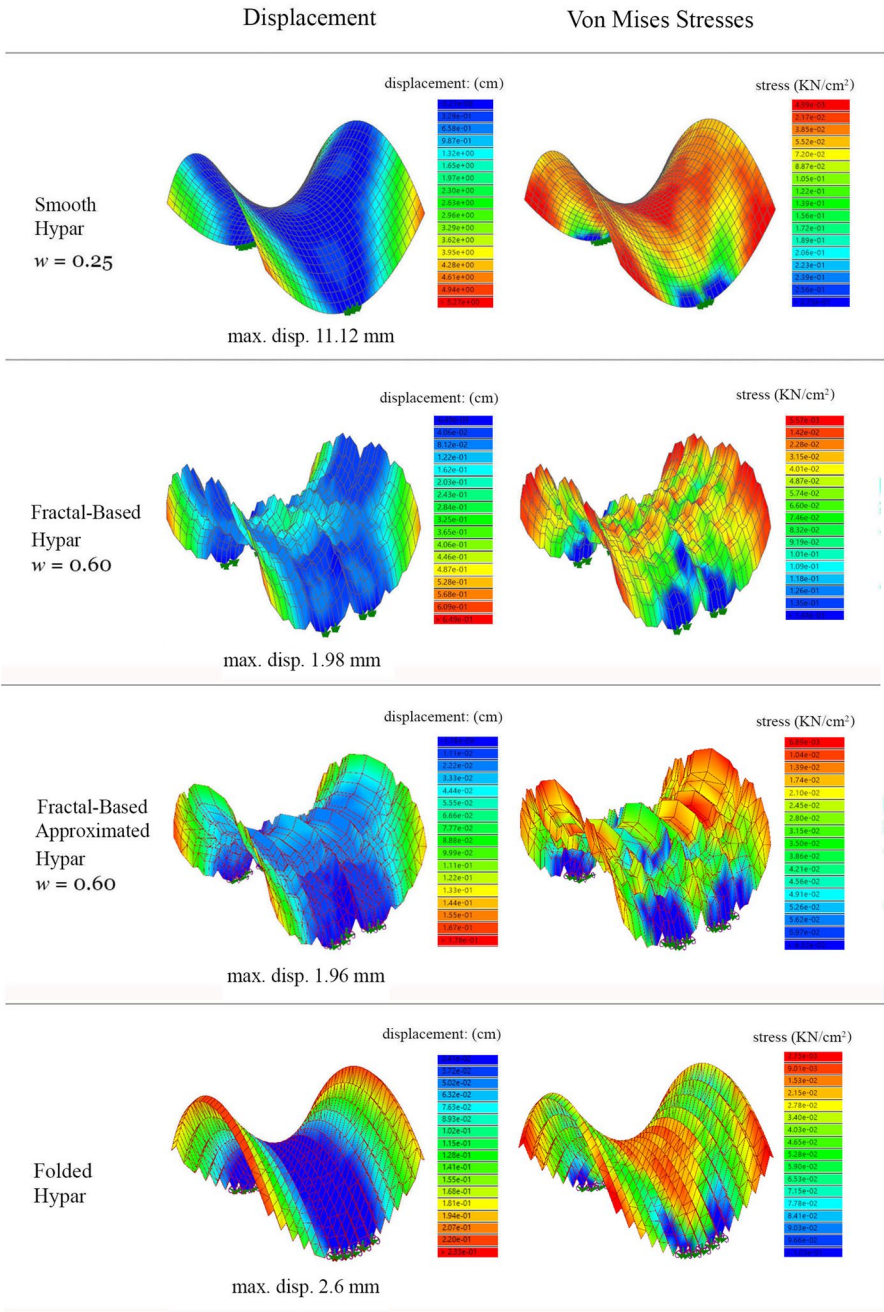 Displacement
Von Mises Stresses
displacement: (cm)
stress (KN/cm²)
Smooth
Hypar
w = 0.25
3.29e-01
6.58e-01
9.87e-01
1.32e+00
1.65e+00
1.97e+00
2.30e+00
2.63e+00
2.96e+00
3.29e+00
3.62e+00
3.95e+00
4.28e+00
4.61e+00
4.94e+00
2.17e-02
3.85e-02
5.52e-02
7.20e-02
8.87e-02
1.05e-01
1.22e-01
1.39e-01
1.56e-01
1.72e-01
1.89e-01
2.06e-01
2.23e-01
2.39e-01
2.56e-01
max. disp. 11.12 mm
displacement: (cm)
stress (KN/cm²)
Fractal-Based
Hypar
w = 0.60
4.06e-02
8.12e-02
1.22e-01
1.62e-01
2.03e-01
2.43e-01
2.84e-01
3.25e-01
3.65e-01
4.06e-01
4.46e-01
4.87e-01
5.28e-01
5.68e-01
6.09e-01
> 6.49e-01
1.42e-02
2.28e-02
3.15e-02
4.01e-02
4.87e-02
5.74e-02
6.60e-02
7.46e-02
8.32e-02
9.19e-02
1.01e-01
1.09e-01
1.18e-01
1.26e-01
1.35e-01
max. disp. 1.98 mm
displacement: (cm)
stress (KN/cm²)
Fractal-Based
Approximated
Hypar
w = 0.60
1.11e-02
2.22e-02
3.33e-02
4.44e-02
5.55e-02
6.66e-02
7.77e-02
8.88e-02
9.99e-02
1.11e-01
1.22e-01
1.33e-01
1.44e-01
1.55e-01
1.67e-01
> 1.78e-01
1.04e-02
1.39e-02
1.74e-02
2.10e-02
2.45e-02
2.80e-02
3.15e-02
3.50e-02
3.86e-02
4.21e-02
4.56e-02
4.91e-02
5.26e-02
5.62e-02
5.97e-02
max. disp. 1.96 mm
displacement: (cm)
stress (KN/cm²)
Folded
Hypar
3.72e-02
5.02e-02
6.32e-02
7.63e-02
8.93e-02
1.02e-01
1.15e-01
1.28e-01
1.41e-01
1.55e-01
1.68e-01
1.81e-01
1.94e-01
2.07e-01
2.20e-01
9.01e-03
1.53e-02
2.15e-02
2.78e-02
3.40e-02
4.03e-02
4.65e-02
5.28e-02
5.90e-02
6.53e-02
7.15e-02
7.78e-02
8.41e-02
9.03e-02
9.66e-02
max. disp. 2.6 mm